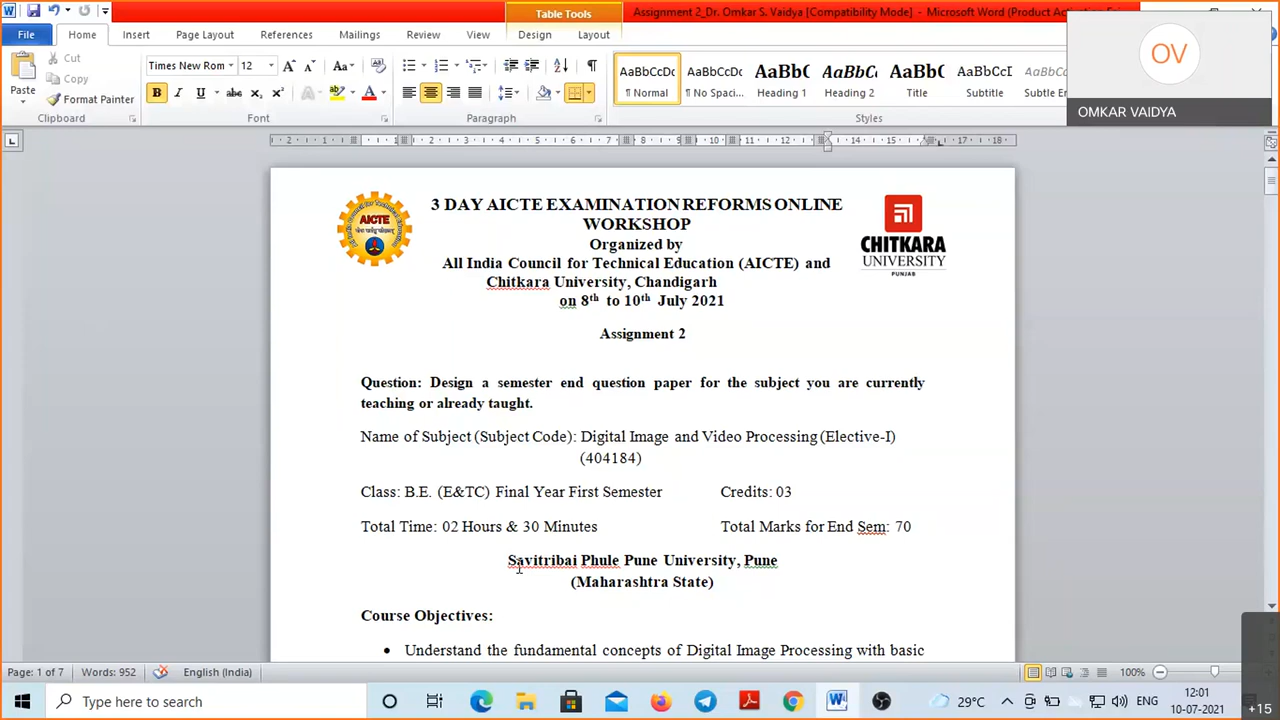 Table Tools
Assignment 2_Dr. Omkar S. Vaidya [Compatibility Mode] - Microsoft Word (Product Activation
File Home Insert Page Layout References Mailings Review View Design Layout
Paste Cut Copy Format Painter
Times New Rom 12
AaBbCcDc AaBbCcDc AaBbC AaBbCc AaBbC AaBbCcD
¶ Normal ¶ No Spaci... Heading 1 Heading 2 Title Subtitle Subtle
Clipboard Font Paragraph Styles
OV
OMKAR VAIDYA
AICTE
CHITKARA
UNIVERSITY
PUNJAB
3 DAY AICTE EXAMINATION REFORMS ONLINE
WORKSHOP
Organized by
All India Council for Technical Education (AICTE) and
Chitkara University, Chandigarh
on 8th to 10th July 2021
Assignment 2
Question: Design a semester end question paper for the subject you are currently
teaching or already taught.
Name of Subject (Subject Code): Digital Image and Video Processing (Elective-I)
(404184)
Class: B.E. (E&TC) Final Year First Semester Credits: 03
Total Time: 02 Hours & 30 Minutes Total Marks for End Sem: 70
Savitribai Phule Pune University, Pune
(Maharashtra State)
Course Objectives:
• Understand the fundamental concepts of Digital Image Processing with basic
Page: 1 of 7 Words: 952 English (India) 100%
Type here to search
29°C ENG 12:01
10-07-2021
+15